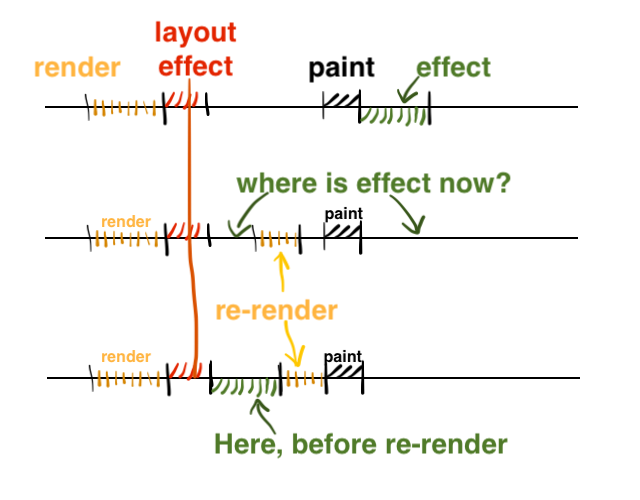 layout
render effect paint effect
where is effect now?
render paint
re-render
render paint
Here, before re-render